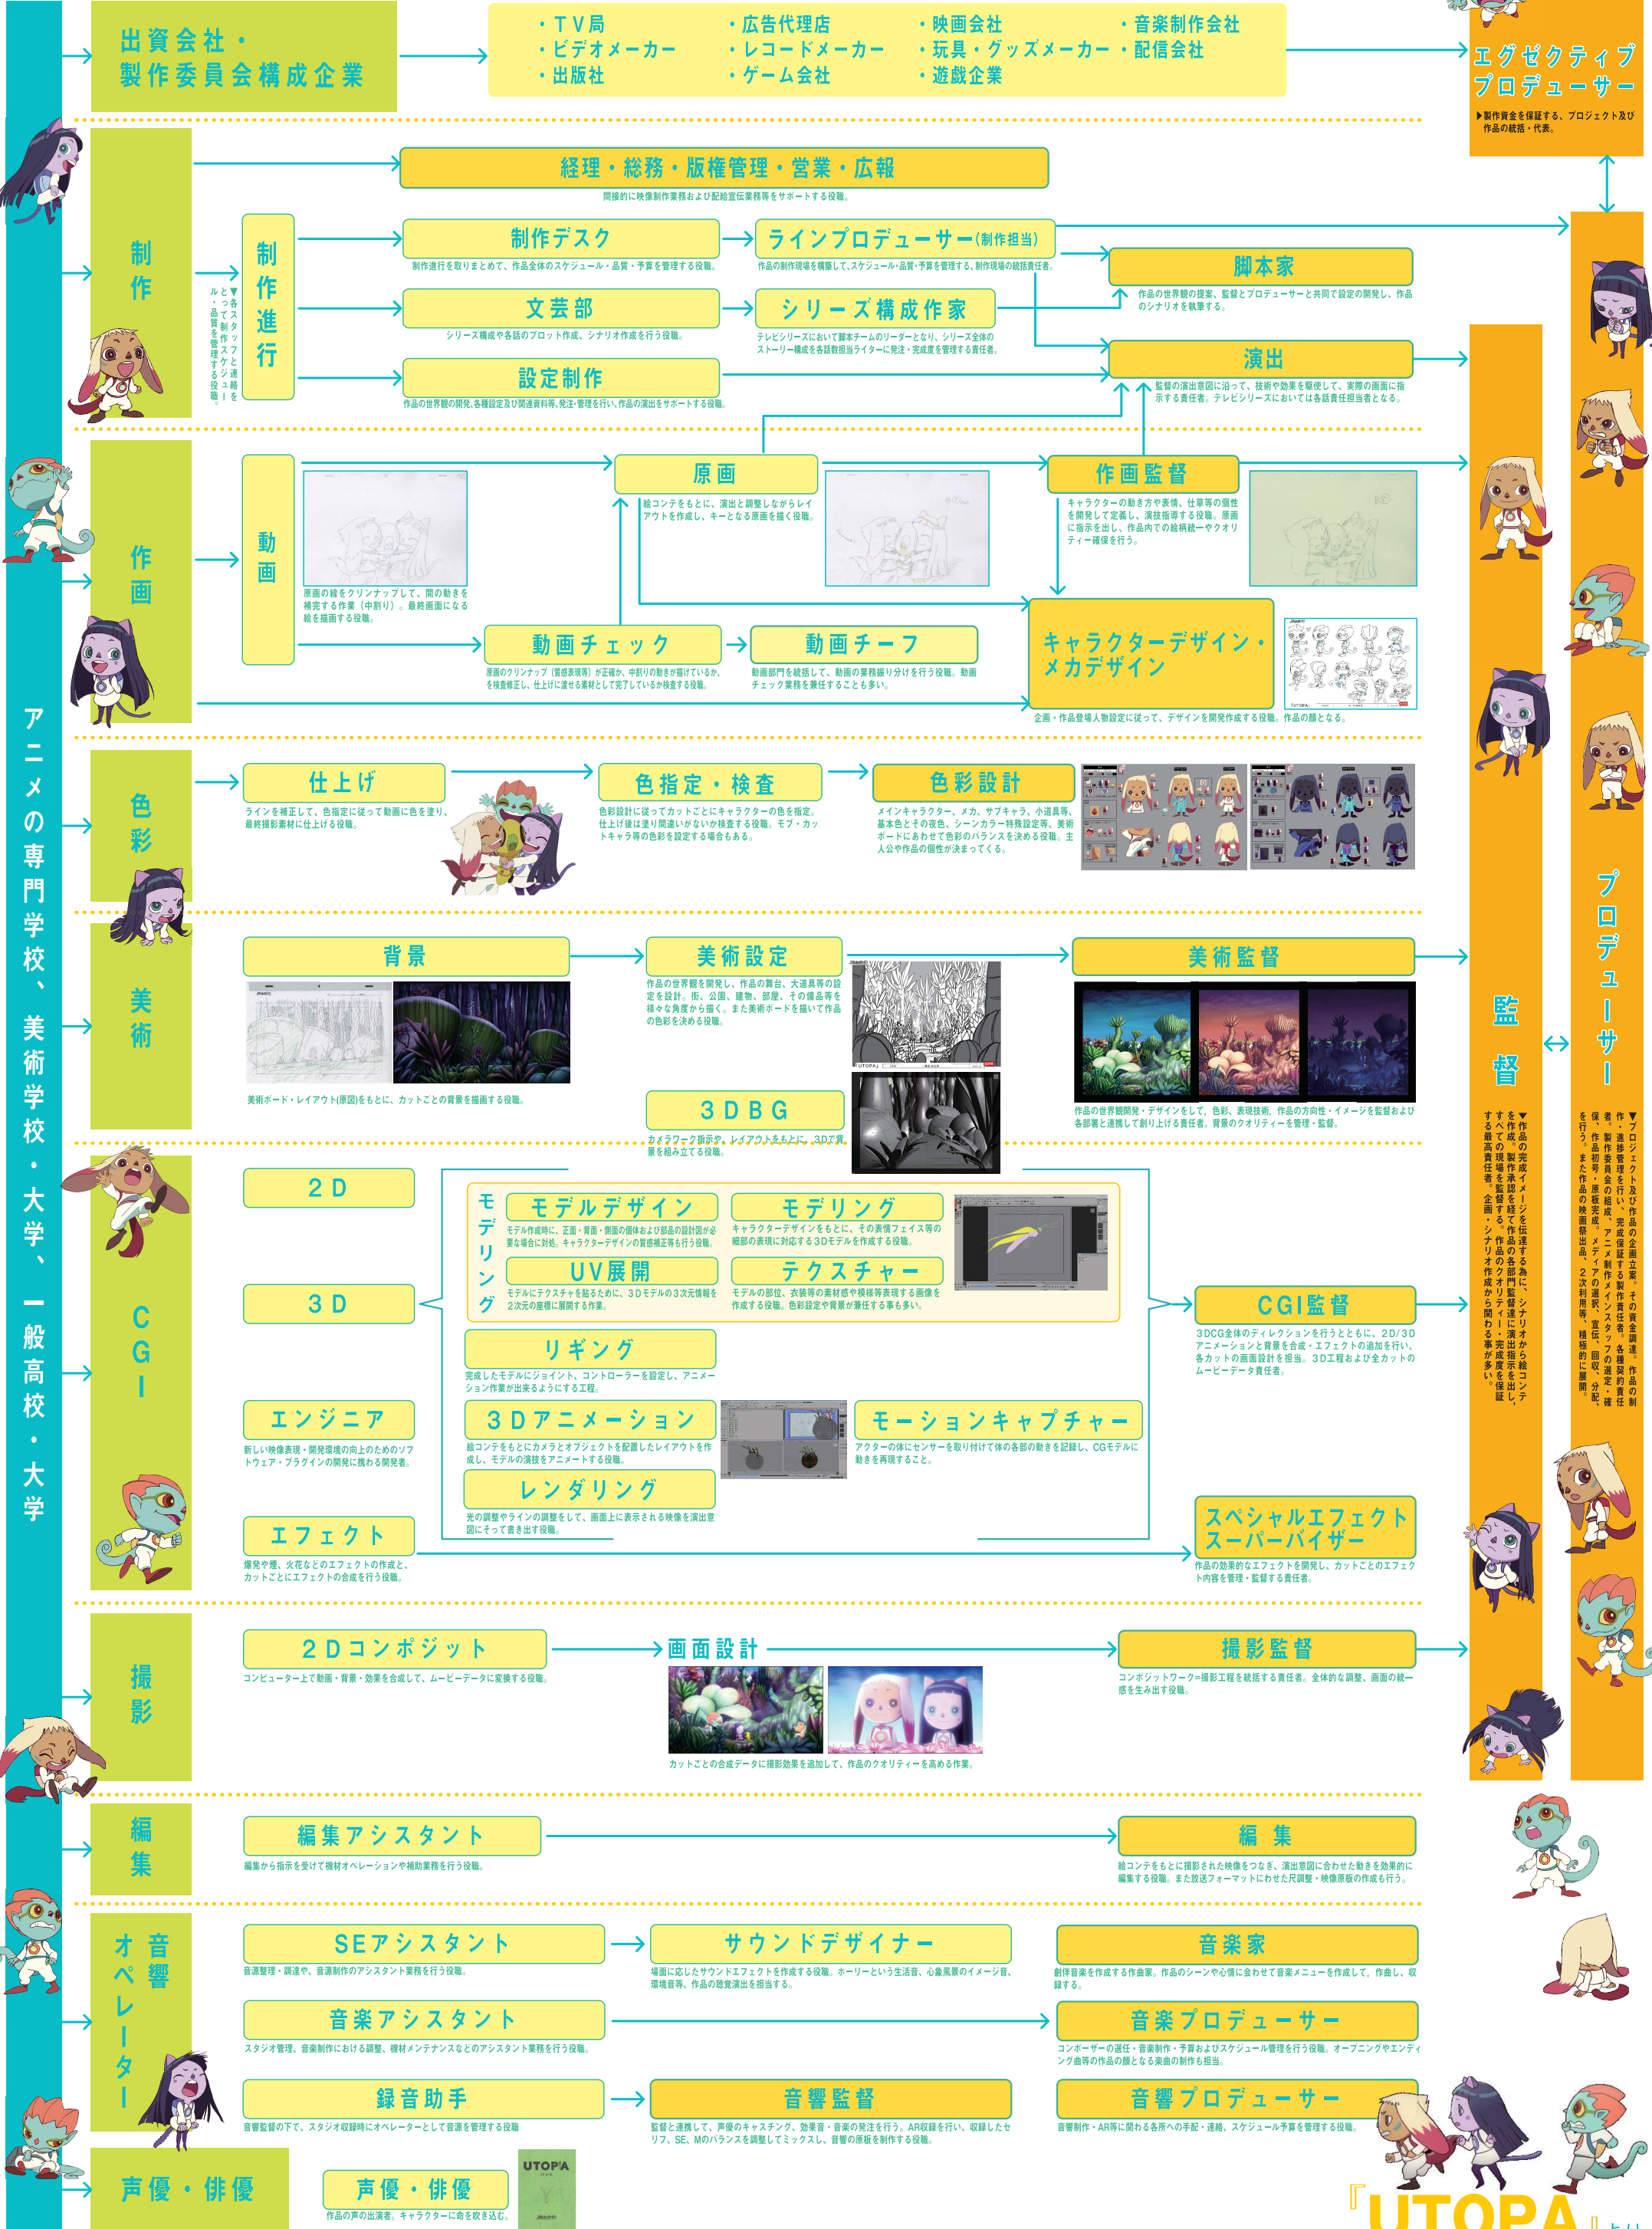 アニメの専門学校、美術学校・大学、一般高校・大学
出資会社・
製作委員会構成企業
・ＴＶ局
・ビデオメーカー
・出版社
・広告代理店
・レコードメーカー
・ゲーム会社
・映画会社
・玩具・グッズメーカー
・遊戯企業
・音楽制作会社
・配信会社
エグゼクティブ
プロデューサー
▶製作資金を保証する、プロジェクト及び
作品の統括・代表。
制作
経理・総務・版権管理・営業・広報
間接的に映像制作業務および配給宣伝業務等をサポートする役職。
制作進行
▼各スタッフと連絡を
とって制作スケジュー
ル・品質を管理する役職。
制作デスク
制作進行を取りまとめて、作品全体のスケジュール・品質・予算を管理する役職。
ラインプロデューサー(制作担当)
作品の制作現場を構築して、スケジュール・品質・予算を管理する、制作現場の統括責任者。
脚本家
作品の世界観の提案、監督とプロデューサーと共同で設定の開発し、作品
のシナリオを執筆する。
文芸部
シリーズ構成や各話のプロット作成、シナリオ作成を行う役職。
シリーズ構成作家
テレビシリーズにおいて脚本チームのリーダーとなり、シリーズ全体の
ストーリー構成を各話数担当ライターに発注・完成度を管理する責任者。
設定制作
作品の世界観の開発、各種設定及び関連資料等、発注・管理を行い、作品の演出をサポートする役職。
演出
監督の演出意図に沿って、技術や効果を駆使して、実際の画面に指
示する責任者。テレビシリーズにおいては各話責任担当者となる。
作画
動画
原画の線をクリンナップして、間の動きを
補完する作業（中割り）。最終画面になる
絵を描画する役職。
原画
絵コンテをもとに、演出と調整しながらレイ
アウトを作成し、キーとなる原画を描く役職。
作画監督
キャラクターの動き方や表情、仕草等の個性
を開発して定義し、演技指導する役職。原画
に指示を出し、作品内での絵柄統一やクオリ
ティー確保を行う。
動画チェック
原画のクリンナップ（質感表現等）が正確か、中割りの動きが描けているか、
を検査修正し、仕上げに渡せる素材として完了しているか検査する役職。
動画チーフ
動画部門を統括して、動画の業務振り分けを行う役職。動画
チェック業務を兼任することも多い。
キャラクターデザイン・
メカデザイン
企画・作品登場人物設定に従って、デザインを開発作成する役職。作品の顔となる。
色彩
仕上げ
ラインを補正して、色指定に従って動画に色を塗り、
最終撮影素材に仕上げる役職。
色指定・検査
色彩設計に従ってカットごとにキャラクターの色を指定。
仕上げ後は塗り間違いがないか検査する役職。モブ・カッ
トキャラ等の色彩を設定する場合もある。
色彩設計
メインキャラクター、メカ、サブキャラ、小道具等、
基本色とその夜色、シーンカラー特殊設定等、美術
ボードにあわせて色彩のバランスを決める役職。主
人公や作品の個性が決まってくる。
美術
背景
美術ボード・レイアウト(原図)をもとに、カットごとの背景を描画する役職。
美術設定
作品の世界観を開発し、作品の舞台、大道具等の設
定を設計。街、公園、建物、部屋、その備品等を
様々な角度から描く。また美術ボードを描いて作品
の色彩を決める役職。
『UTOPA』
3DBG
カメラワーク指示や、レイアウトをもとに、3Dで背
景を組み立てる役職。
美術監督
作品の世界観開発・デザインをして、色彩、表現技術、作品の方向性・イメージを監督および
各部署と連携して創り上げる責任者。背景のクオリティーを管理・監督。
CGI
2D
3D
エンジニア
新しい映像表現・開発環境の向上のためのソフ
トウェア・プラグインの開発に携わる開発者。
エフェクト
爆発や煙、火花などのエフェクトの作成と、
カットごとにエフェクトの合成を行う役職。
モデリング
モデルデザイン
モデル作成時に、正面・背面・側面の個体および部品の設計図が必
要な場合に対処。キャラクターデザインの質感補正等も行う役職。
モデリング
キャラクターデザインをもとに、その表情フェイス等の
細部の表現に対応する3Dモデルを作成する役職。
UV展開
モデルにテクスチャを貼るために、3Dモデルの3次元情報を
2次元の座標に展開する作業。
テクスチャー
モデルの部位、衣装等の素材感や模様等表現する画像を
作成する役職。色彩設定や背景が兼任する事も多い。
リギング
完成したモデルにジョイント、コントローラーを設定し、アニメー
ション作業が出来るようにする工程。
3Dアニメーション
絵コンテをもとにカメラとオブジェクトを配置したレイアウトを作
成し、モデルの演技をアニメートする役職。
モーションキャプチャー
アクターの体にセンサーを取り付けて体の各部の動きを記録し、CGモデルに
動きを再現すること。
レンダリング
光の調整やラインの調整をして、画面上に表示される映像を演出意
図にそって書き出す役職。
CGI監督
3DCG全体のディレクションを行うとともに、2D/3D
アニメーションと背景を合成・エフェクトの追加を行い、
各カットの画面設計を担当。3D工程および全カットの
ムービーデータ責任者。
スペシャルエフェクト
スーパーバイザー
作品の効果的なエフェクトを開発し、カットごとのエフェク
ト内容を管理・監督する責任者。
撮影
2Dコンポジット
コンピューター上で動画・背景・効果を合成して、ムービーデータに変換する役職。
画面設計
カットごとの合成データに撮影効果を追加して、作品のクオリティーを高める作業。
撮影監督
コンポジットワーク=撮影工程を統括する責任者。全体的な調整、画面の統一
感を生み出す役職。
編集
編集アシスタント
編集から指示を受けて機材オペレーションや補助業務を行う役職。
編集
絵コンテをもとに撮影された映像をつなぎ、演出意図に合わせた動きを効果的に
編集する役職。また放送フォーマットにわせた尺調整・映像原板の作成も行う。
音響
オペレーター
SEアシスタント
音源整理・調達や、音源制作のアシスタント業務を行う役職。
サウンドデザイナー
場面に応じたサウンドエフェクトを作成する役職。ホーリーという生活音、心象風景のイメージ音、
環境音等、作品の聴覚演出を担当する。
音楽家
劇伴音楽を作成する作曲家。作品のシーンや心情に会わせて音楽メニューを作成して、作曲し、収
録する。
音楽アシスタント
スタジオ管理、音楽制作における調整、機材メンテナンスなどのアシスタント業務を行う役職。
音楽プロデューサー
コンポーザーの選任・音楽制作・予算およびスケジュール管理を行う役職。オープニングやエンディ
ング曲等の作品の顔となる楽曲の制作も担当。
録音助手
音響監督の下で、スタジオ収録時にオペレーターとして音源を管理する役職
音響監督
監督と連携して、声優のキャスティング、効果音・音楽の発注を行う。AR収録を行い、収録したセ
リフ、SE、Mのバランスを調整してミックスし、音響の原板を制作する役職。
音響プロデューサー
音響制作・AR等に関わる各所への手配・連絡、スケジュール予算を管理する役職。
声優・俳優
声優・俳優
作品の声の出演者。キャラクターに命を吹き込む。
UTOPA
監督
▼作品の完成イメージを伝達する為に、シナリオから絵コンテ
を作成。製作承認を経て作品の各部門監督達に演出指示を出し、
すべての現場を監督する。作品のクオリティー・完成度を保証
する最高責任者。企画・シナリオ作成から関わる事が多い。
プロデューサー
▼プロジェクト及び作品の企画立案。その資金調達。作品の制
作・進捗管理を行い、完成保証する製作責任者。各種契約責任
者。製作委員会の組成、アニメ制作メインスタッフの選定・確
保、作品初号・原板完成。メディアの選択、宣伝、回収、分配、
を行う。また作品の映画祭出品、2次利用等、積極的に展開。
『UTOPA』とい